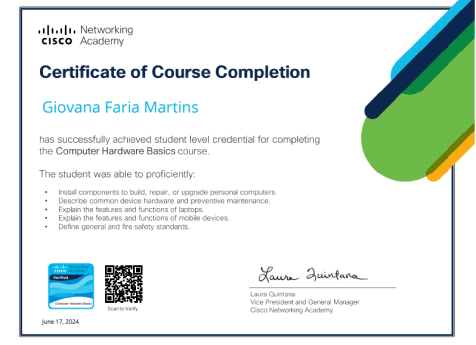 Networking
CISCO Academy
Certificate of Course Completion
Giovana Faria Martins
has successfully achieved student level credential for completing
the Computer Hardware Basics course.
The student was able to proficiently:
• Install components to build, repair, or upgrade personal computers.
• Describe common device hardware and preventive maintenance.
• Explain the features and functions of laptops.
• Explain the features and functions of mobile devices.
• Define general and fire safety standards.
CISCO Networking Academy
Verified
Computer Hardware Basics
Scan to Verify
Laura Quintana
Laura Quintana
Vice President and General Manager
Cisco Networking Academy
June 17, 2024